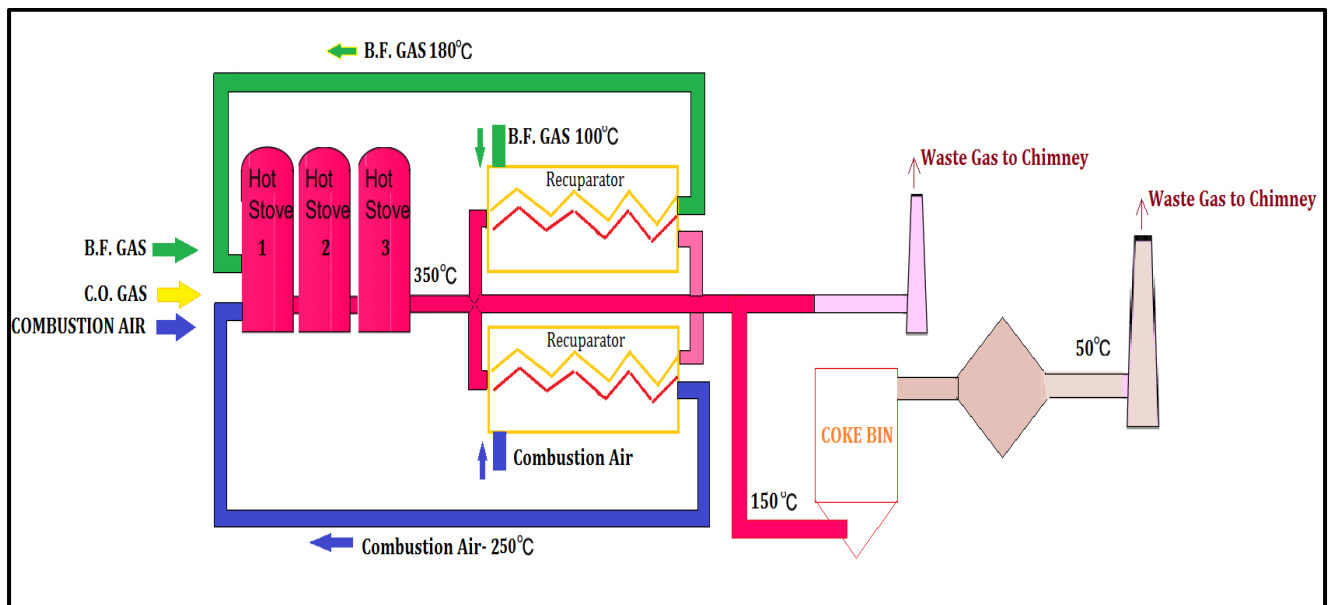 B.F. GAS 180℃
B.F. GAS 100℃
Recuparator
Waste Gas to Chimney
Waste Gas to Chimney
Hot
Stove
1
Hot
Stove
2
Hot
Stove
3
B.F. GAS
350℃
C.O. GAS
COMBUSTION AIR
Recuparator
50℃
COKE BIN
Combustion Air
150℃
Combustion Air- 250℃